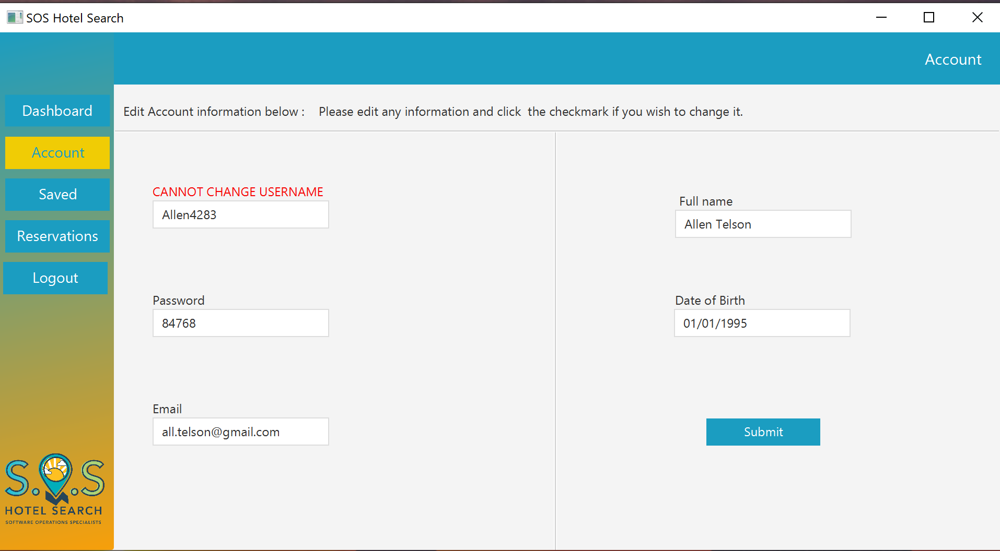 SOS Hotel Search
Account
Dashboard
Account
Saved
Reservations
Logout
Edit Account information below : Please edit any information and click the checkmark if you wish to change it.
CANNOT CHANGE USERNAME
Allen4283
Password
84768
Email
all.telson@gmail.com
Full name
Allen Telson
Date of Birth
01/01/1995
Submit
S.O.S
HOTEL SEARCH
SOFTWARE OPERATIONS SPECIALISTS